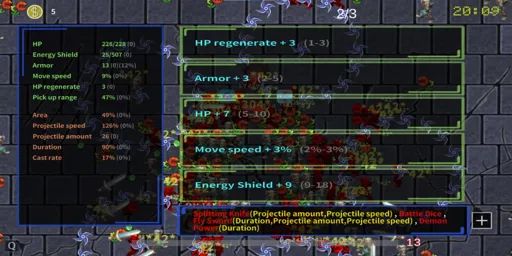 5
2/3
20:09
HP 228/228(0)
Energy Shield 25/507(0%)
Armor 13(0)(12%)
Move speed 9%(0%)
HP regenerate 3(0)
Pick up range 47%(0%)
Area 49%(0%)
Projectile speed 126%(0%)
Projectile amount 26(0)
Duration 90%(0%)
Cast rate 17%(0%)
HP regenerate + 3 (1-3)
Armor + 3 (2-5)
HP + 7 (5-10)
Move speed + 3% (2%-3%)
Energy Shield + 9 (9-18)
Splitting Knife(Projectile amount,Projectile speed) , Battle Dice ,
Fly Sword(Duration,Projectile amount,Projectile speed) , Demon
Power(Duration)
+
13
Q